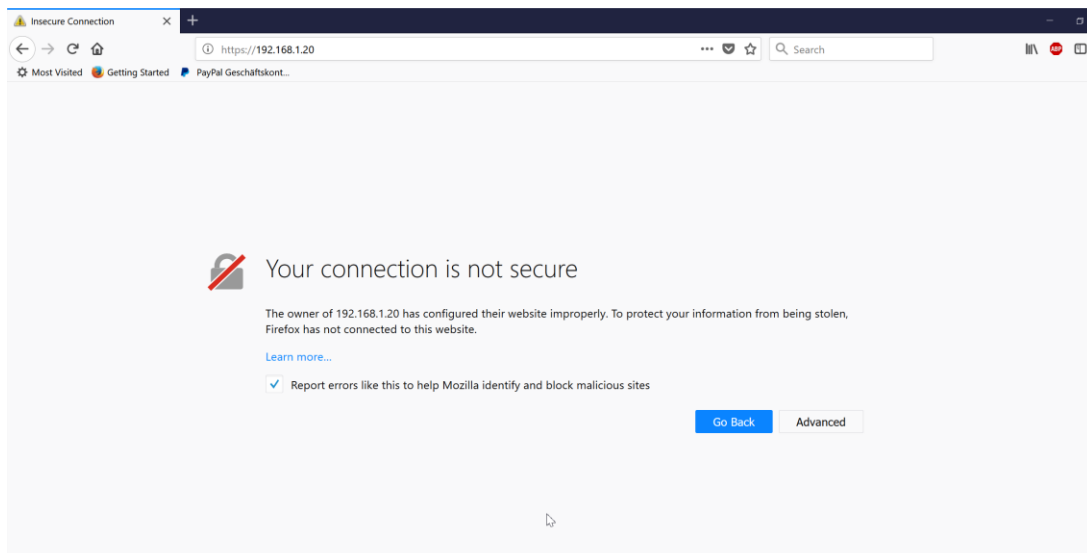 Insecure Connection
https://192.168.1.20
Search
Most Visited Getting Started PayPal Geschäftskont...
Your connection is not secure
The owner of 192.168.1.20 has configured their website improperly. To protect your information from being stolen,
Firefox has not connected to this website.
Learn more...
Report errors like this to help Mozilla identify and block malicious sites
Go Back Advanced
ABP